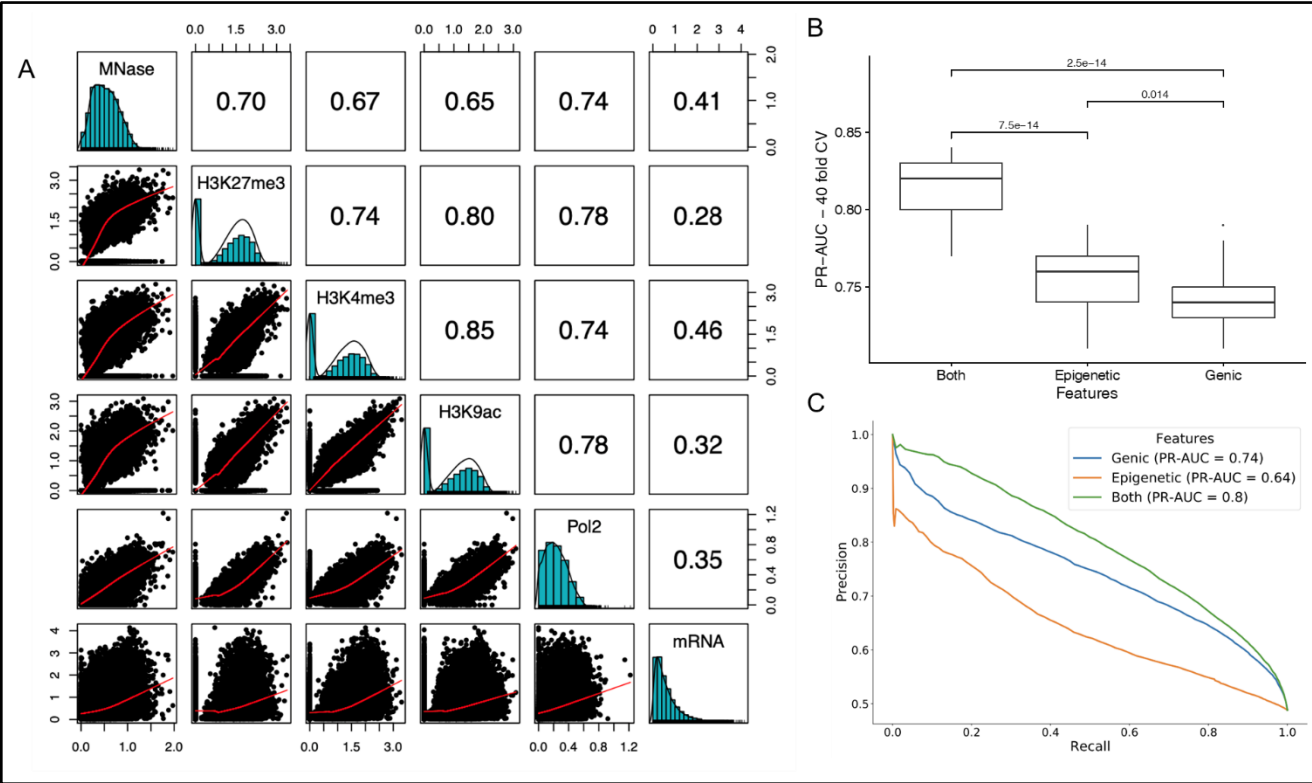 A
0.0 1.5 3.0
0.0 1.0 2.0 3.0
0 1 2 3 4
MNase
0.70
0.67
0.65
0.74
0.41
0.0 1.0 2.0
0.0 1.5 3.0
H3K27me3
0.74
0.80
0.78
0.28
H3K4me3
0.85
0.74
0.46
0.0 1.5 3.0
0.0 1.0 2.0 3.0
H3K9ac
0.78
0.32
Pol2
0.35
0.0 0.4 0.8 1.2
0 1 2 3 4
mRNA
0.0 1.0 2.0
0.0 1.5 3.0
0.0 0.4 0.8 1.2
B
2.5e−14
0.014
7.5e−14
0.85
0.80
0.75
PR−AUC − 40 fold CV
Both Epigenetic Genic
Features
C
Features
Genic (PR-AUC = 0.74)
Epigenetic (PR-AUC = 0.64)
Both (PR-AUC = 0.8)
1.0
0.9
0.8
0.7
0.6
0.5
Precision
0.0 0.2 0.4 0.6 0.8 1.0
Recall